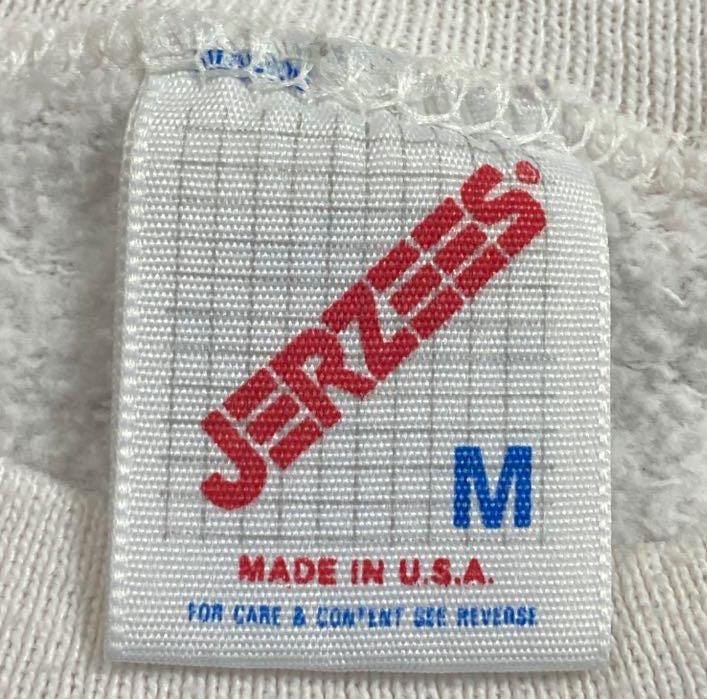 JERZEES®
M
MADE IN U.S.A.
FOR CARE & CONTENT SEE REVERSE